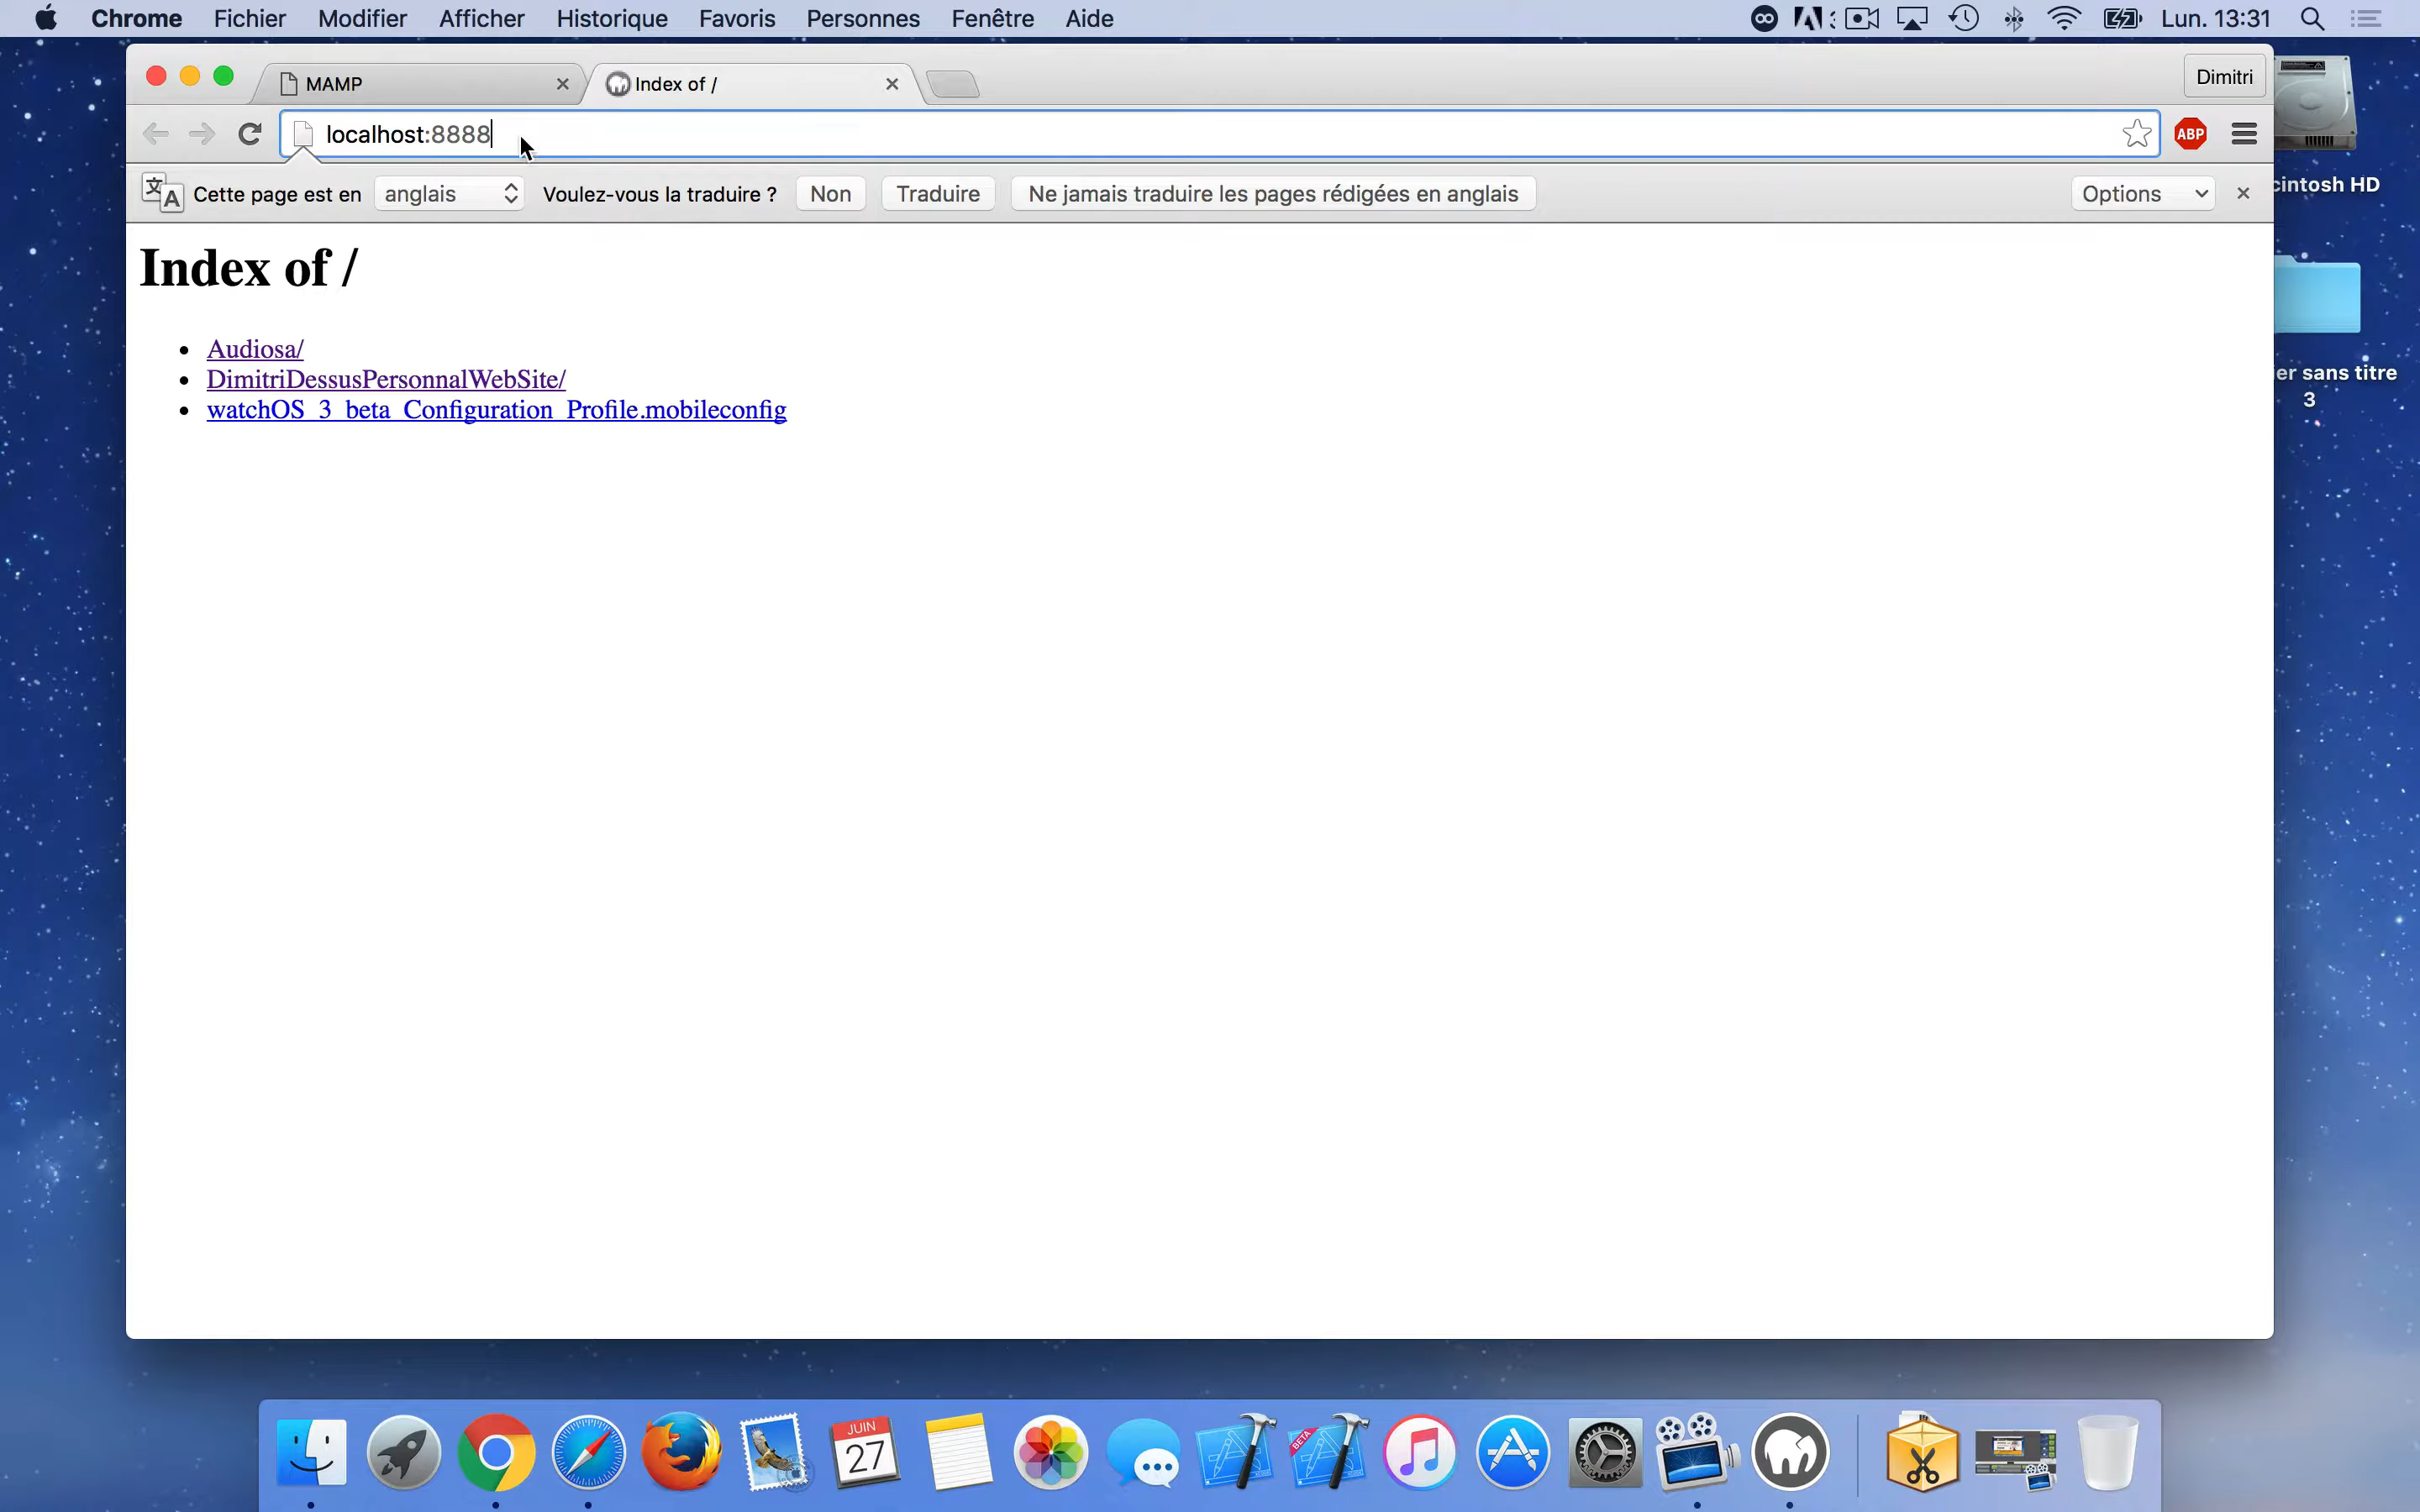 Chrome Fichier Modifier Afficher Historique Favoris Personnes Fenêtre Aide Lun. 13:31
MAMP Index of / Dimitri
localhost:8888 ABP
Cette page est en anglais Voulez-vous la traduire ? Non Traduire Ne jamais traduire les pages rédigées en anglais Options
cintosh HD
Index of /
Audiosa/
DimitriDessusPersonnalWebSite/
er sans titre
3
watchOS_3_beta_Configuration_Profile.mobileconfig
JUIN
27
BETA